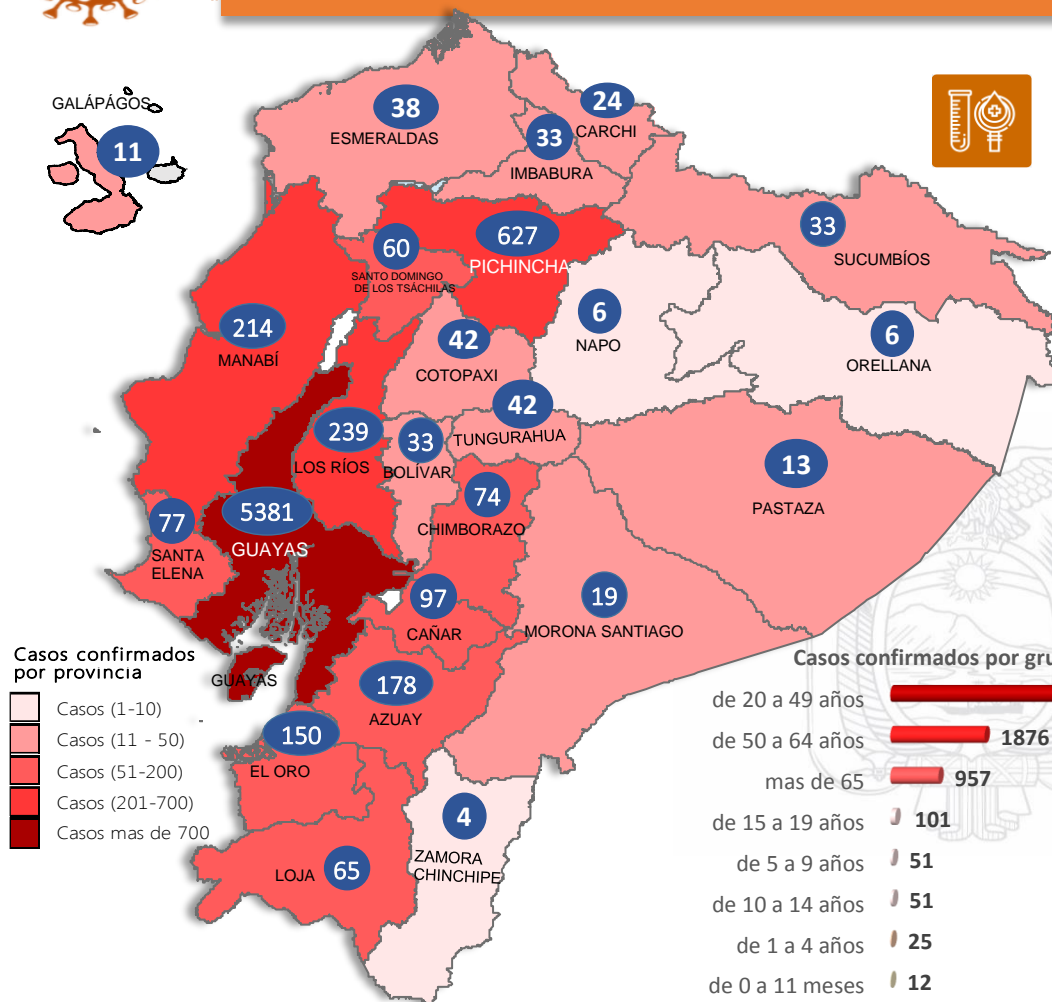 GALÁPÁGOS
11
38
ESMERALDAS
24
CARCHI
33
IMBABURA
33
SUCUMBÍOS
60
SANTO DOMINGO
DE LOS TSÁCHILAS
627
PICHINCHA
214
MANABÍ
42
COTOPAXI
6
NAPO
6
ORELLANA
42
TUNGURAHUA
239
LOS RÍOS
33
BOLÍVAR
13
PASTAZA
74
CHIMBORAZO
77
SANTA
ELENA
5381
GUAYAS
97
CAÑAR
19
MORONA SANTIAGO
GUAYAS
178
AZUAY
150
EL ORO
4
ZAMORA
CHINCHIPE
LOJA
65
Casos confirmados
por provincia
Casos (1-10)
Casos (11 - 50)
Casos (51-200)
Casos (201-700)
Casos mas de 700
Casos confirmados por gru
de 20 a 49 años
de 50 a 64 años 1876
mas de 65 957
de 15 a 19 años 101
de 5 a 9 años 51
de 10 a 14 años 51
de 1 a 4 años 25
de 0 a 11 meses 12